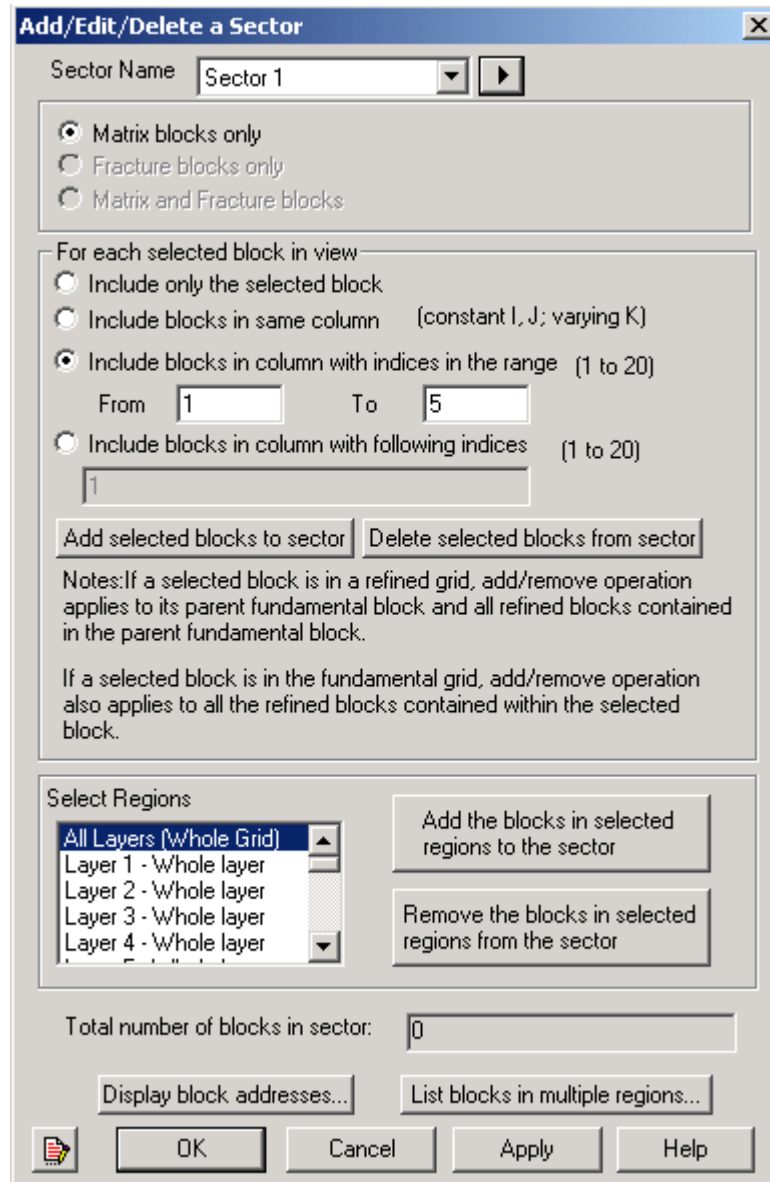 Add/Edit/Delete a Sector
Sector Name Sector 1
Matrix blocks only
Fracture blocks only
Matrix and Fracture blocks
For each selected block in view
Include only the selected block
Include blocks in same column (constant I, J; varying K)
Include blocks in column with indices in the range (1 to 20)
From 1 To 5
Include blocks in column with following indices (1 to 20)
1
Add selected blocks to sector Delete selected blocks from sector
Notes:If a selected block is in a refined grid, add/remove operation
applies to its parent fundamental block and all refined blocks contained
in the parent fundamental block.
If a selected block is in the fundamental grid, add/remove operation
also applies to all the refined blocks contained within the selected
block.
Select Regions
All Layers (Whole Grid)
Layer 1 - Whole layer
Layer 2 - Whole layer
Layer 3 - Whole layer
Layer 4 - Whole layer
Add the blocks in selected
regions to the sector
Remove the blocks in selected
regions from the sector
Total number of blocks in sector: 0
Display block addresses... List blocks in multiple regions...
OK Cancel Apply Help